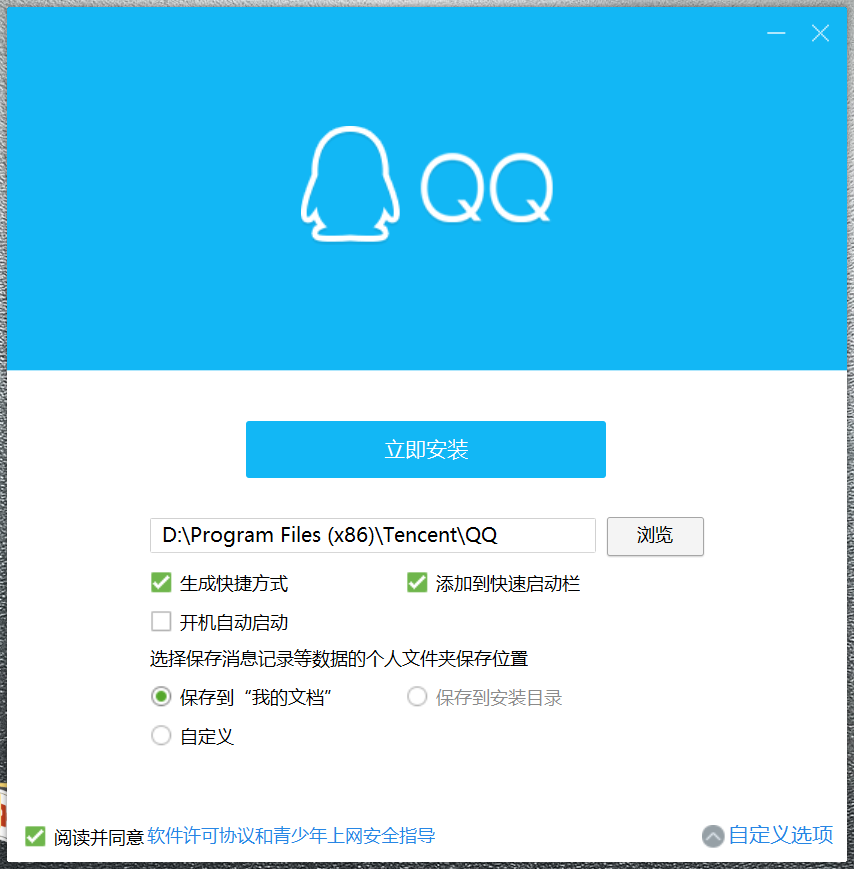 QQ
立即安装
D:\Program Files (x86)\Tencent\QQ 浏览
生成快捷方式 添加到快速启动栏
开机自动启动
选择保存消息记录等数据的个人文件夹保存位置
保存到“我的文档” 保存到安装目录
自定义
阅读并同意软件许可协议和青少年上网安全指导 自定义选项